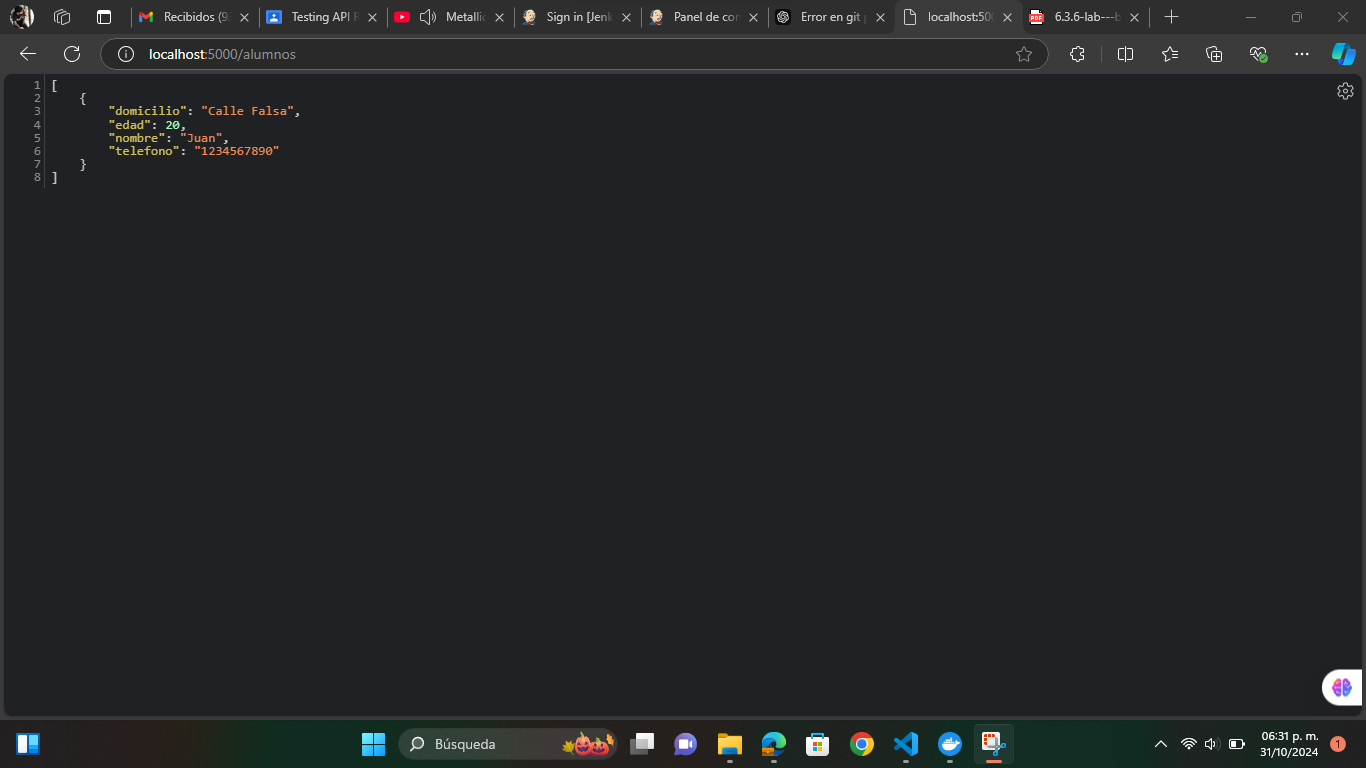 Recibidos (9
Testing API R
Metallic
Sign in [Jenk
Panel de con
Error en git p
localhost:500
6.3.6-lab---b
localhost:5000/alumnos
1 [
2 {
3 "domicilio": "Calle Falsa",
4 "edad": 20,
5 "nombre": "Juan",
6 "telefono": "1234567890"
7 }
8 ]
Búsqueda
06:31 p. m.
31/10/2024
1